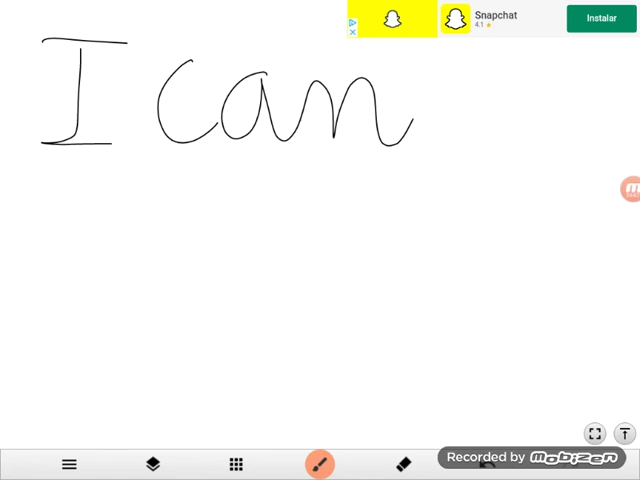 I can
Snapchat
4.1 ★
Instalar
Recorded by Mobizen